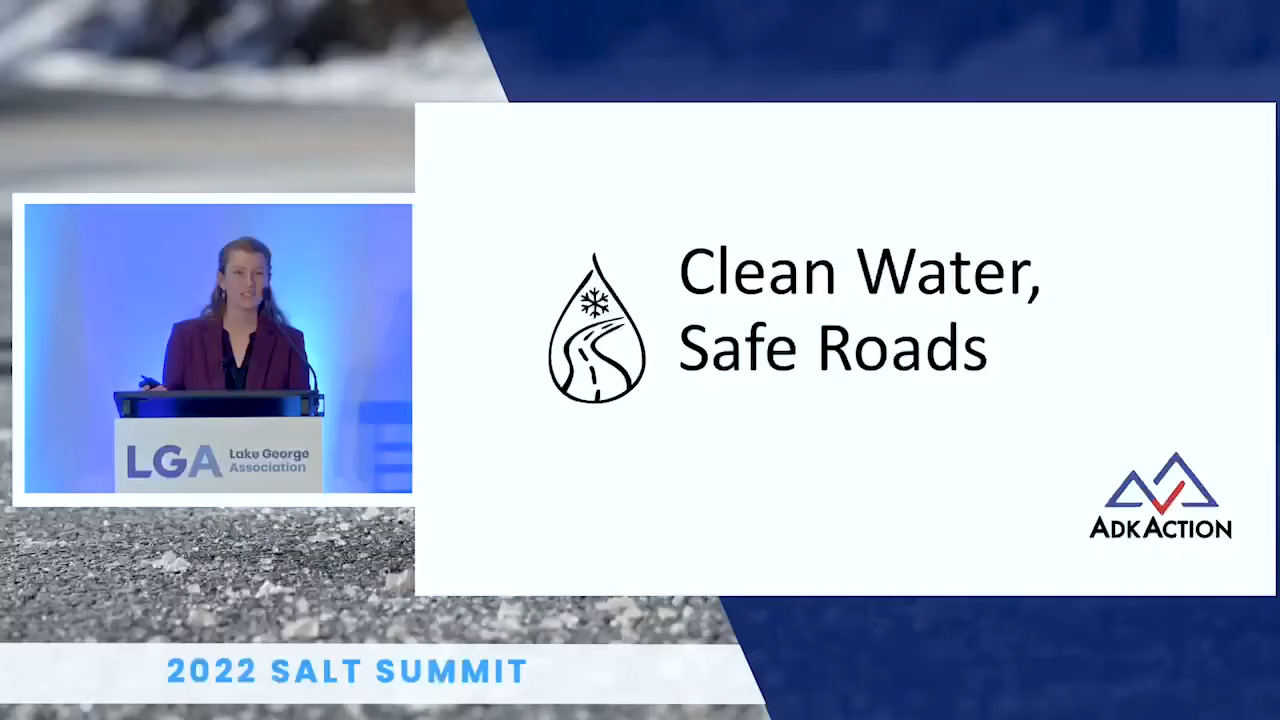 Clean Water,
Safe Roads
ADKACTION
LGA Lake George
Association
2022 SALT SUMMIT